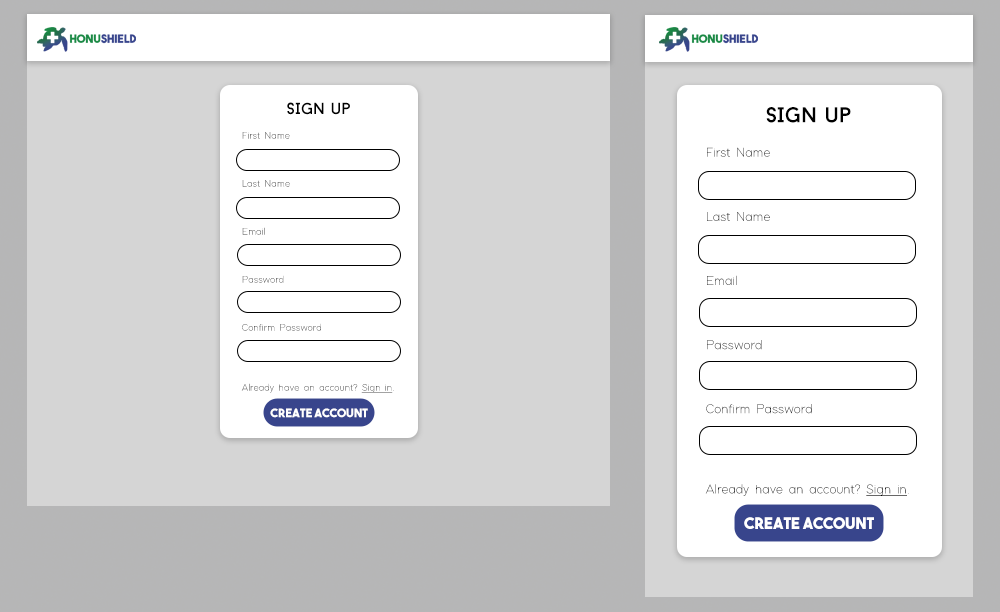 HONUSHIELD
SIGN UP
First Name
Last Name
Email
Password
Confirm Password
Already have an account? Sign in.
CREATE ACCOUNT
HONUSHIELD
SIGN UP
First Name
Last Name
Email
Password
Confirm Password
Already have an account? Sign in
CREATE ACCOUNT